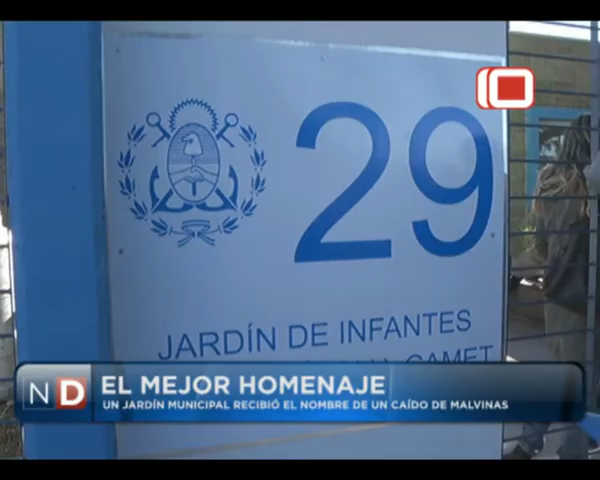 29
JARDÍN DE INFANTES
CAMET
ND
EL MEJOR HOMENAJE
UN JARDÍN MUNICIPAL RECIBIÓ EL NOMBRE DE UN CAÍDO DE MALVINAS